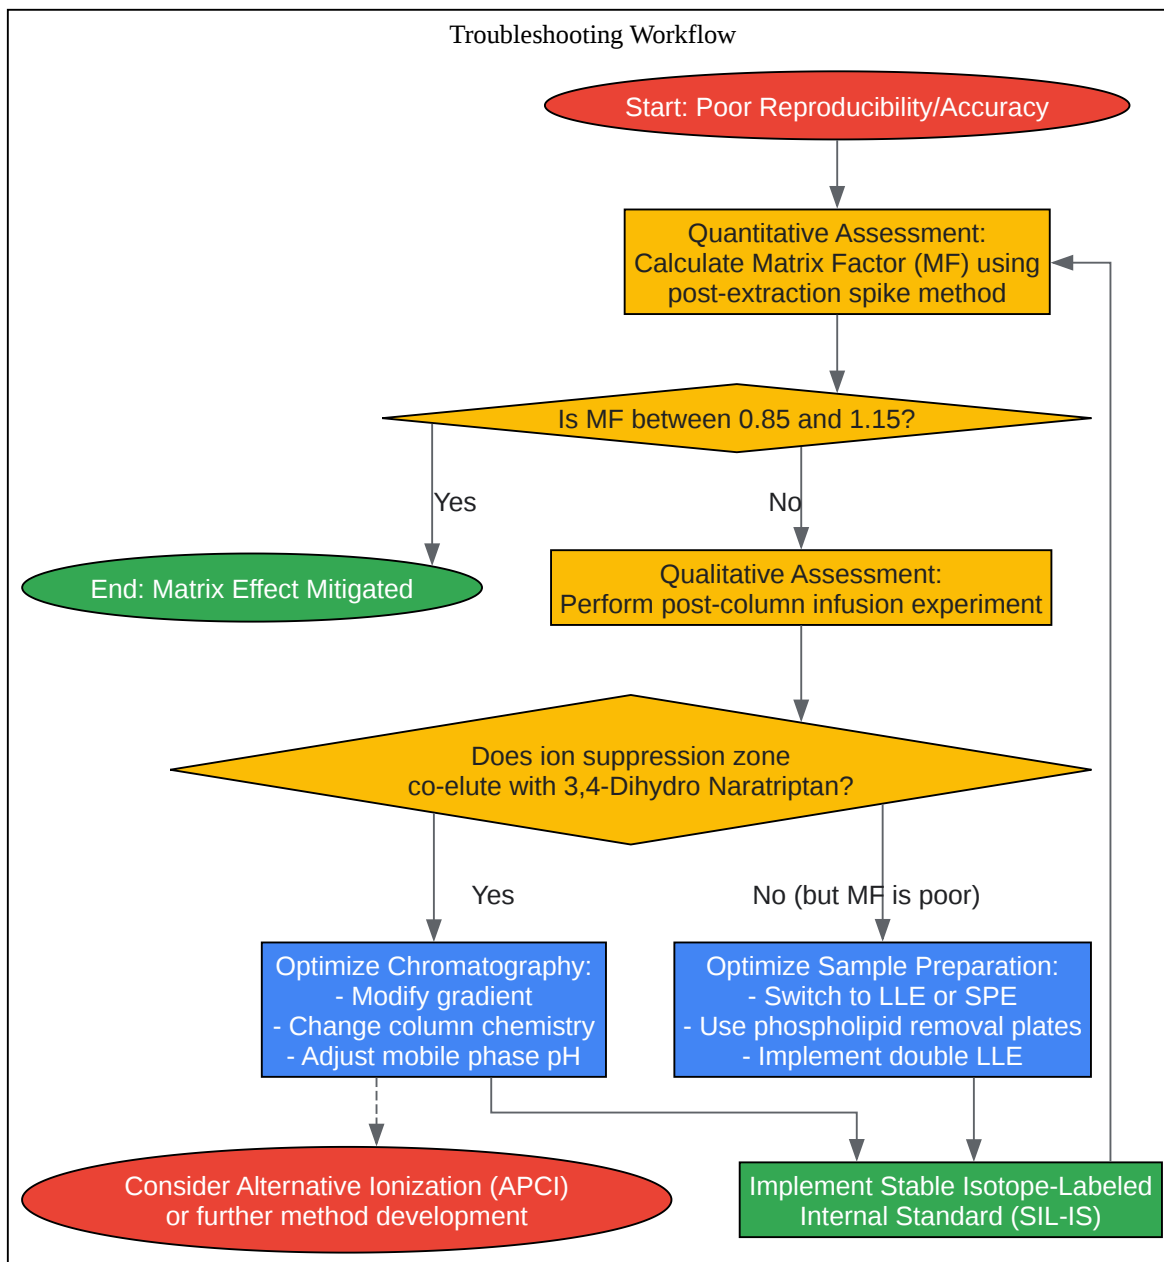 Troubleshooting Workflow
Start: Poor Reproducibility/Accuracy
Quantitative Assessment:
Calculate Matrix Factor (MF) using
post-extraction spike method
Is MF between 0.85 and 1.15?
Yes
No
End: Matrix Effect Mitigated
Qualitative Assessment:
Perform post-column infusion experiment
Does ion suppression zone
co-elute with 3,4-Dihydro Naratriptan?
Yes
No (but MF is poor)
Optimize Chromatography:
- Modify gradient
- Change column chemistry
- Adjust mobile phase pH
Optimize Sample Preparation:
- Switch to LLE or SPE
- Use phospholipid removal plates
- Implement double LLE
Consider Alternative Ionization (APCI)
or further method development
Implement Stable Isotope-Labeled
Internal Standard (SIL-IS)